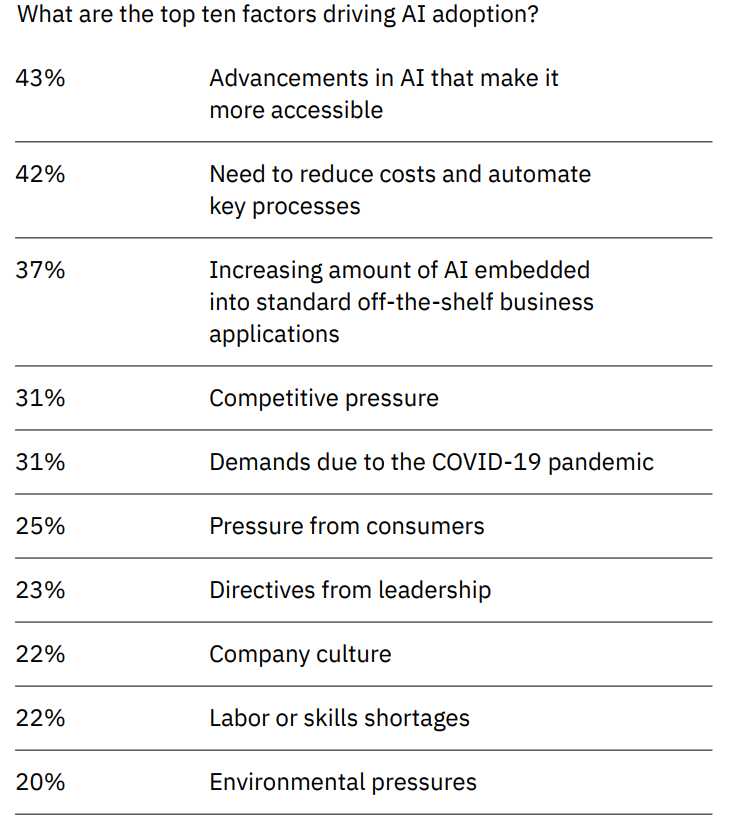 What are the top ten factors driving AI adoption?
43% Advancements in AI that make it
more accessible
42% Need to reduce costs and automate
key processes
37% Increasing amount of AI embedded
into standard off-the-shelf business
applications
31% Competitive pressure
31% Demands due to the COVID-19 pandemic
25% Pressure from consumers
23% Directives from leadership
22% Company culture
22% Labor or skills shortages
20% Environmental pressures